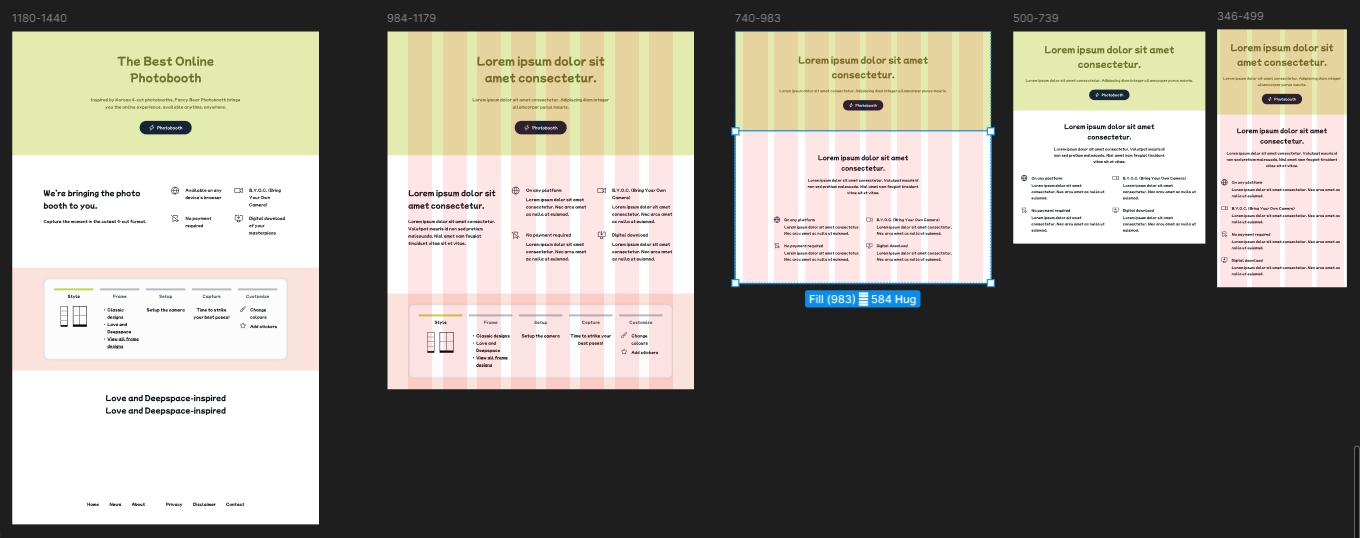 1180-1440
The Best Online
Photobooth
Inspired by Korean 4-cut photobooths, Fancy Beer Photobooth brings
you the online experience, available anytime, anywhere.
Photobooth
We're bringing the photo
booth to you.
Capture the moment in the cutest 4-cut format.
Available on any
device's browser
B.Y.O.C. (Bring
Your Own
Camera)
No payment
required
Digital download
of your
masterpiece
Style
Frame
Setup
Capture
Customise
• Classic
designs
• Love and
Deepspace
• View all frame
designs
Setup the camera
Time to strike
your best poses!
Change
colours
Add stickers
Love and Deepspace-inspired
Love and Deepspace-inspired
Home News About Privacy Disclaimer Contact
984-1179
Lorem ipsum dolor sit
amet consectetur.
Lorem ipsum dolor sit amet consectetur. Adipiscing diam integer
ullamcorper purus mauris.
Photobooth
Lorem ipsum dolor sit
amet consectetur.
Lorem ipsum dolor sit amet consectetur.
Volutpat mauris id non sed pretium
malesuada. Nisl amet nam feugiat
tincidunt vitae sit vitae.
On any platform
Lorem ipsum dolor sit amet
consectetur. Nec arcu amet
ac nulla ut euismod.
B.Y.O.C. (Bring Your Own
Camera)
Lorem ipsum dolor sit amet
consectetur. Nec arcu amet
ac nulla ut euismod.
No payment required
Lorem ipsum dolor sit amet
consectetur. Nec arcu amet
ac nulla ut euismod.
Digital download
Lorem ipsum dolor sit amet
consectetur. Nec arcu amet
ac nulla ut euismod.
Style
Frame
Setup
Capture
Customise
• Classic designs
• Love and
Deepspace
• View all frame
designs
Setup the camera
Time to strike your
best poses!
Change
colours
Add stickers
740-983
Lorem ipsum dolor sit amet
consectetur.
Lorem ipsum dolor sit amet consectetur. Adipiscing diam integer ullamcorper purus mauris.
Photobooth
Lorem ipsum dolor sit amet
consectetur.
Lorem ipsum dolor sit amet consectetur. Volutpat mauris id
non sed pretium malesuada. Nisl amet nam feugiat tincidunt
vitae sit vitae.
On any platform
Lorem ipsum dolor sit amet consectetur.
Nec arcu amet ac nulla ut euismod.
B.Y.O.C. (Bring Your Own Camera)
Lorem ipsum dolor sit amet consectetur.
Nec arcu amet ac nulla ut euismod.
No payment required
Lorem ipsum dolor sit amet consectetur.
Nec arcu amet ac nulla ut euismod.
Digital download
Lorem ipsum dolor sit amet consectetur.
Nec arcu amet ac nulla ut euismod.
Fill (983) 584 Hug
500-739
Lorem ipsum dolor sit amet
consectetur.
Lorem ipsum dolor sit amet consectetur. Adipiscing diam integer ullamcorper purus mauris.
Photobooth
Lorem ipsum dolor sit amet
consectetur.
Lorem ipsum dolor sit amet consectetur. Volutpat mauris id
non sed pretium malesuada. Nisl amet nam feugiat tincidunt
vitae sit vitae.
On any platform
Lorem ipsum dolor sit amet
consectetur. Nec arcu amet ac nulla ut
euismod.
B.Y.O.C. (Bring Your Own Camera)
Lorem ipsum dolor sit amet
consectetur. Nec arcu amet ac nulla ut
euismod.
No payment required
Lorem ipsum dolor sit amet
consectetur. Nec arcu amet ac nulla ut
euismod.
Digital download
Lorem ipsum dolor sit amet
consectetur. Nec arcu amet ac nulla ut
euismod.
346-499
Lorem ipsum dolor sit
amet consectetur.
Lorem ipsum dolor sit amet consectetur. Adipiscing diam integer
ullamcorper purus mauris.
Photobooth
Lorem ipsum dolor sit amet
consectetur.
Lorem ipsum dolor sit amet consectetur. Volutpat mauris id
non sed pretium malesuada. Nisl amet nam feugiat tincidunt
vitae sit vitae.
On any platform
Lorem ipsum dolor sit amet consectetur. Nec arcu amet ac
nulla ut euismod.
B.Y.O.C. (Bring Your Own Camera)
Lorem ipsum dolor sit amet consectetur. Nec arcu amet ac
nulla ut euismod.
No payment required
Lorem ipsum dolor sit amet consectetur. Nec arcu amet ac
nulla ut euismod.
Digital download
Lorem ipsum dolor sit amet consectetur. Nec arcu amet ac
nulla ut euismod.